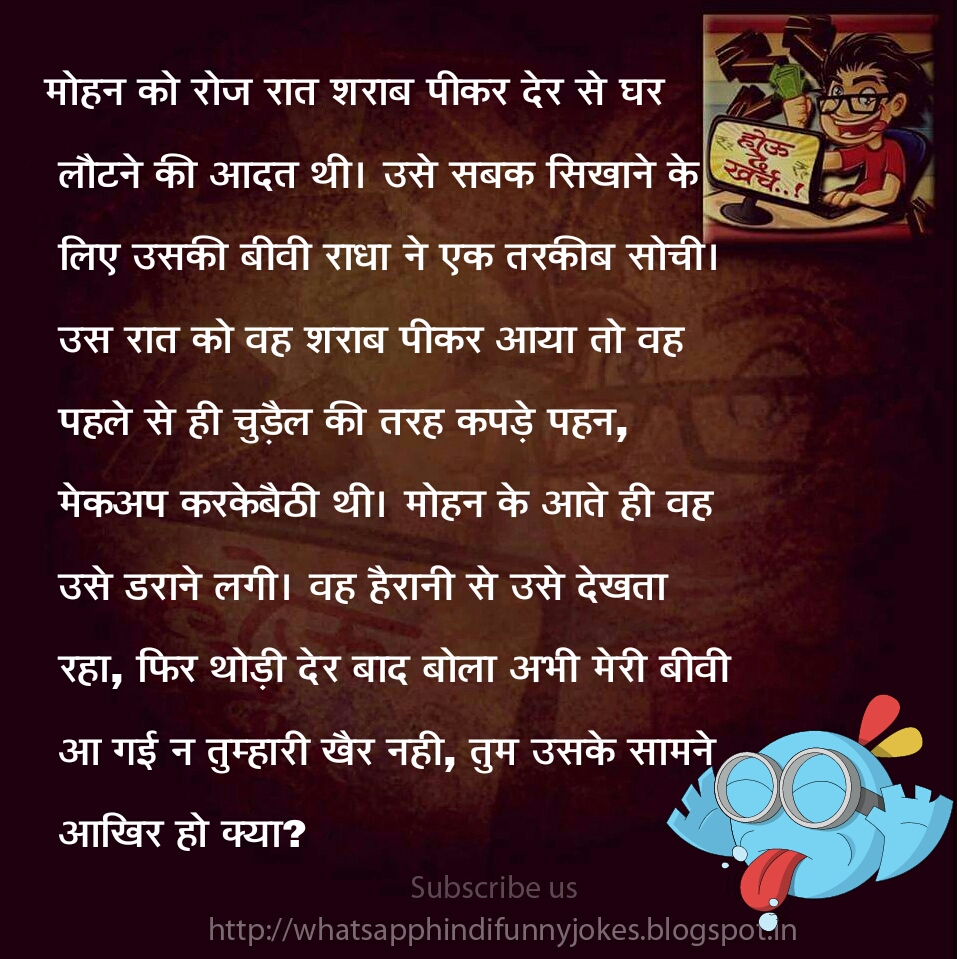 मोहन को रोज रात शराब पीकर देर से घर
लौटने की आदत थी। उसे सबक सिखाने के
लिए उसकी बीवी राधा ने एक तरकीब सोची।
उस रात को वह शराब पीकर आया तो वह
पहले से ही चुड़ैल की तरह कपड़े पहन,
मेकअप करकेबैठी थी। मोहन के आते ही वह
उसे डराने लगी। वह हैरानी से उसे देखता
रहा, फिर थोड़ी देर बाद बोला अभी मेरी बीवी
आ गई न तुम्हारी खैर नही, तुम उसके सामने
आखिर हो क्या?
होऊ
दे
खर्च..!
Subscribe us
http://whatsapphindifunnyjokes.blogspot.in